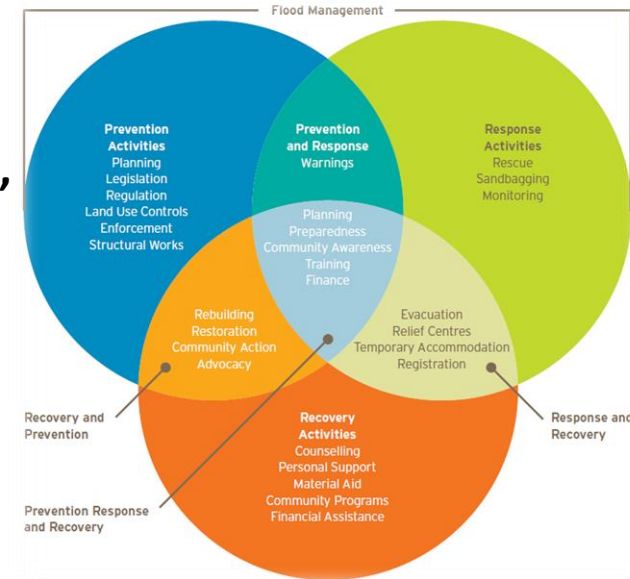 Flood Management
Prevention
Activities
Planning
Legislation
Regulation
Land Use Controls
Enforcement
Structural Works
Prevention
and Response
Warnings
Response
Activities
Rescue
Sandbagging
Monitoring
,
Planning
Preparedness
Community Awareness
Training
Finance
Rebuilding
Restoration
Community Action
Advocacy
Evacuation
Relief Centres
Temporary Accommodation
Registration
Recovery and
Prevention
Recovery
Activities
Counselling
Personal Support
Material Aid
Community Programs
Financial Assistance
Response and
Recovery
Prevention Response
and Recovery